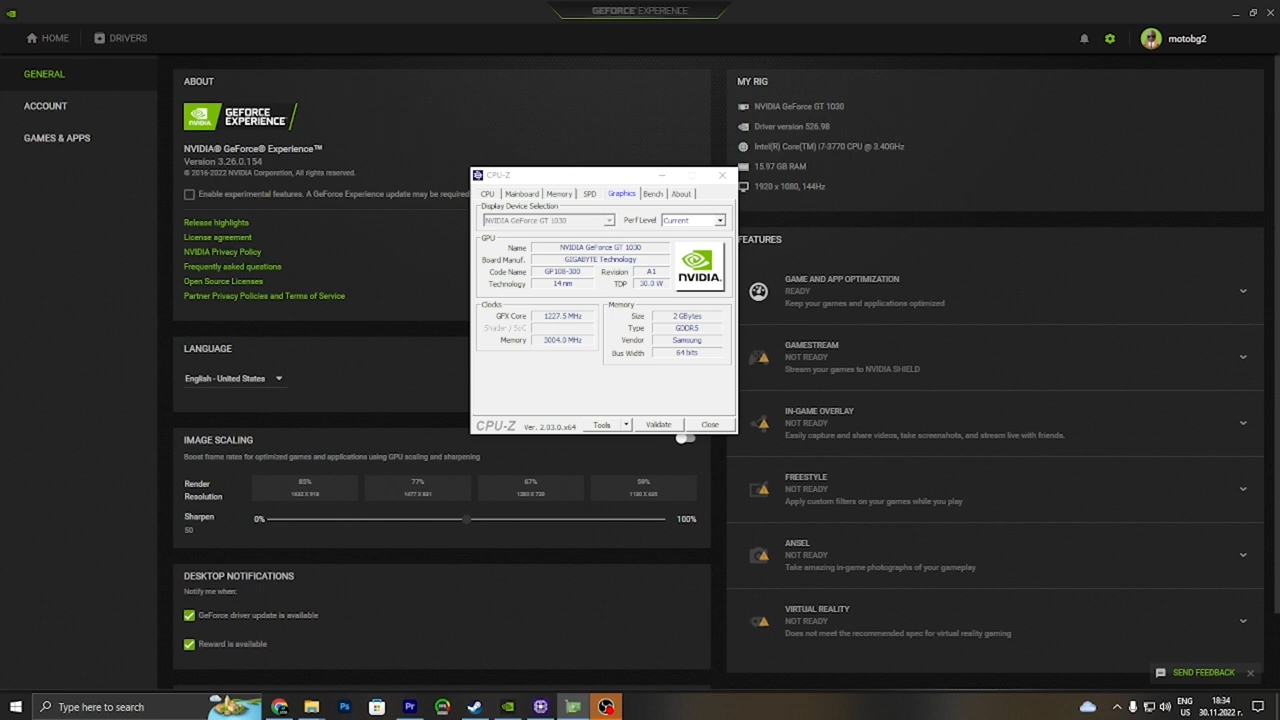 GEFORCE EXPERIENCE
HOME
DRIVERS
motobg2
GENERAL
ACCOUNT
GAMES & APPS
ABOUT
NVIDIA
GEFORCE
EXPERIENCE
NVIDIA® GeForce® Experience™
Version 3.26.0.154
© 2016-2022 NVIDIA Corporation, All rights reserved.
Enable experimental features. A GeForce Experience update may be required
Release highlights
License agreement
NVIDIA Privacy Policy
Frequently asked questions
Open Source Licenses
Partner Privacy Policies and Terms of Service
LANGUAGE
English - United States
IMAGE SCALING
Boost frame rates for optimized games and applications using GPU scaling and sharpening
Render
Resolution
85%
1632 X 918
77%
1477 X 831
67%
1280 X 720
59%
1130 X 635
Sharpen
50
0%
100%
DESKTOP NOTIFICATIONS
Notify me when:
GeForce driver update is available
Reward is available
CPU-Z
CPU Mainboard Memory SPD Graphics Bench About
Display Device Selection
NVIDIA GeForce GT 1030
Perf Level Current
GPU
Name NVIDIA GeForce GT 1030
Board Manuf. GIGABYTE Technology
Code Name GP108-300 Revision A1
Technology 14 nm TDP 30.0 W
NVIDIA.
Clocks
GFX Core 1227.5 MHz
Shader / SoC
Memory 3004.0 MHz
Memory
Size 2 GBytes
Type GDDR5
Vendor Samsung
Bus Width 64 bits
CPU-Z Ver. 2.03.0.x64 Tools Validate Close
MY RIG
NVIDIA GeForce GT 1030
Driver version 526.98
Intel(R) Core(TM) i7-3770 CPU @ 3.40GHz
15.97 GB RAM
1920 x 1080, 144Hz
FEATURES
GAME AND APP OPTIMIZATION
READY
Keep your games and applications optimized
GAMESTREAM
NOT READY
Stream your games to NVIDIA SHIELD
IN-GAME OVERLAY
NOT READY
Easily capture and share videos, take screenshots, and stream live with friends.
FREESTYLE
NOT READY
Apply custom filters on your games while you play
ANSEL
NOT READY
Take amazing in-game photographs of your gameplay
VIRTUAL REALITY
NOT READY
Does not meet the recommended spec for virtual reality gaming
SEND FEEDBACK
Type here to search
Ps
Pr
ENG
US
18:34
30.11.2022 г.